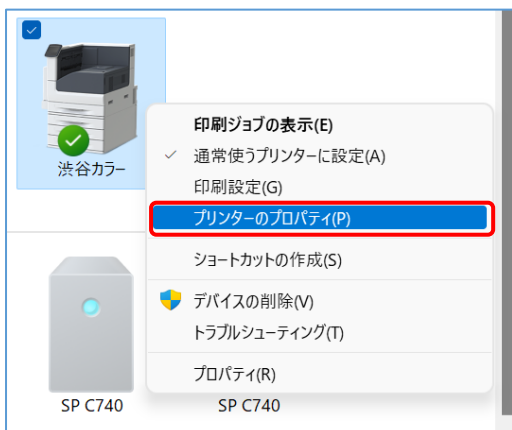 渋谷カラー
印刷ジョブの表示(E)
通常使うプリンターに設定(A)
印刷設定(G)
プリンターのプロパティ(P)
ショートカットの作成(S)
デバイスの削除(V)
トラブルシューティング(T)
プロパティ(R)
SP C740
SP C740